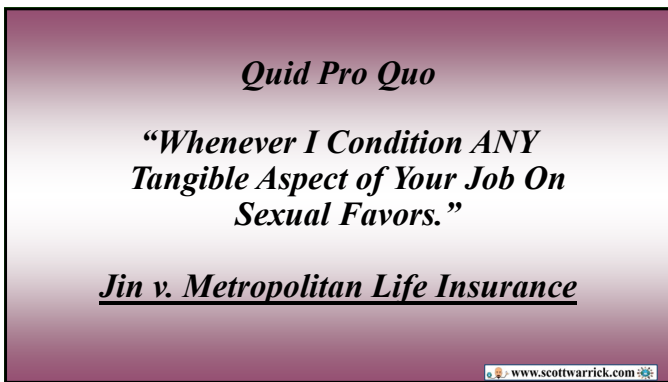 Quid Pro Quo
“Whenever I Condition ANY
Tangible Aspect of Your Job On
Sexual Favors.”
Jin v. Metropolitan Life Insurance
www.scottwarrick.com